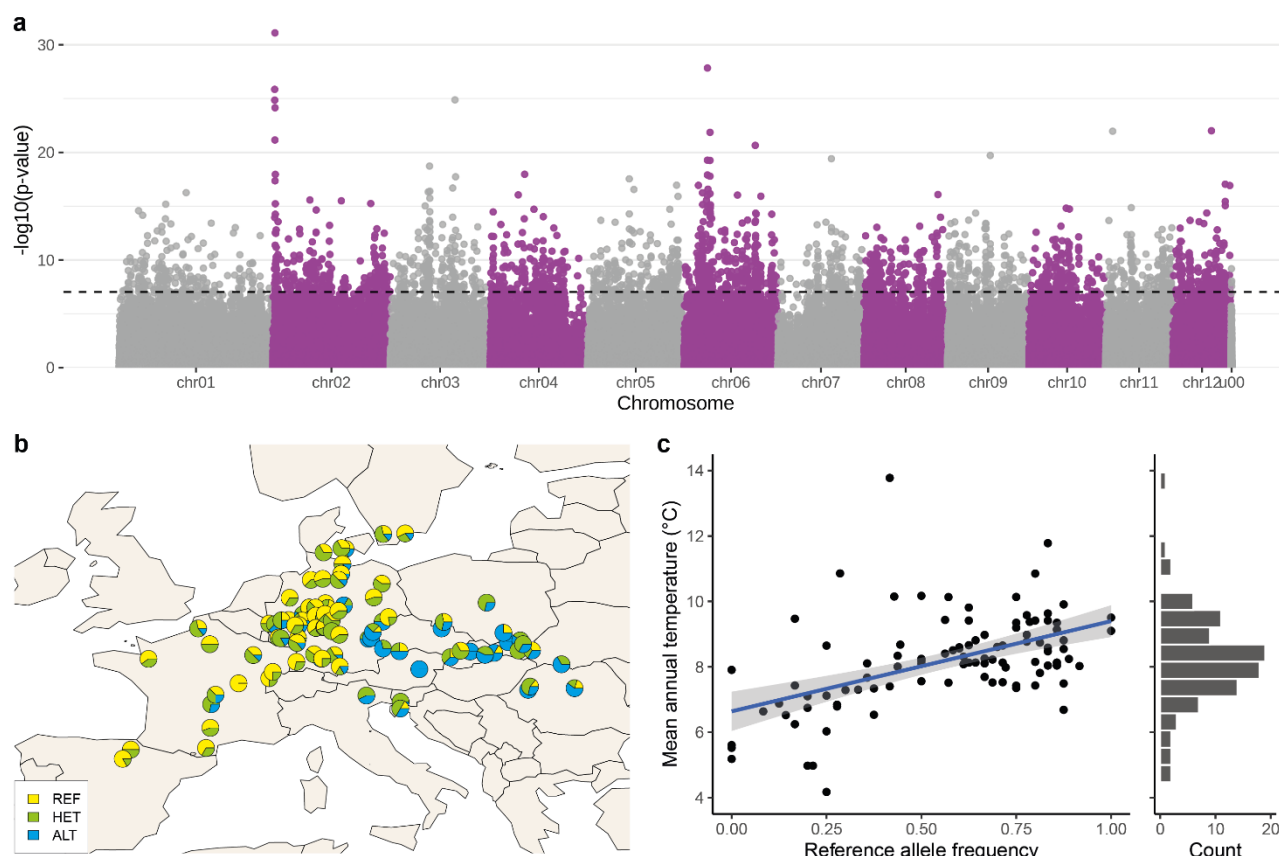 a
30
20
10
0
-log10(p-value)
chr01 chr02 chr03 chr04 chr05 chr06 chr07 chr08 chr09 chr10 chr11 chr12u00
Chromosome
b
REF
HET
ALT
c
Mean annual temperature (°C)
14
12
10
8
6
4
0.00 0.25 0.50 0.75 1.00
Reference allele frequency
0 10 20
Count